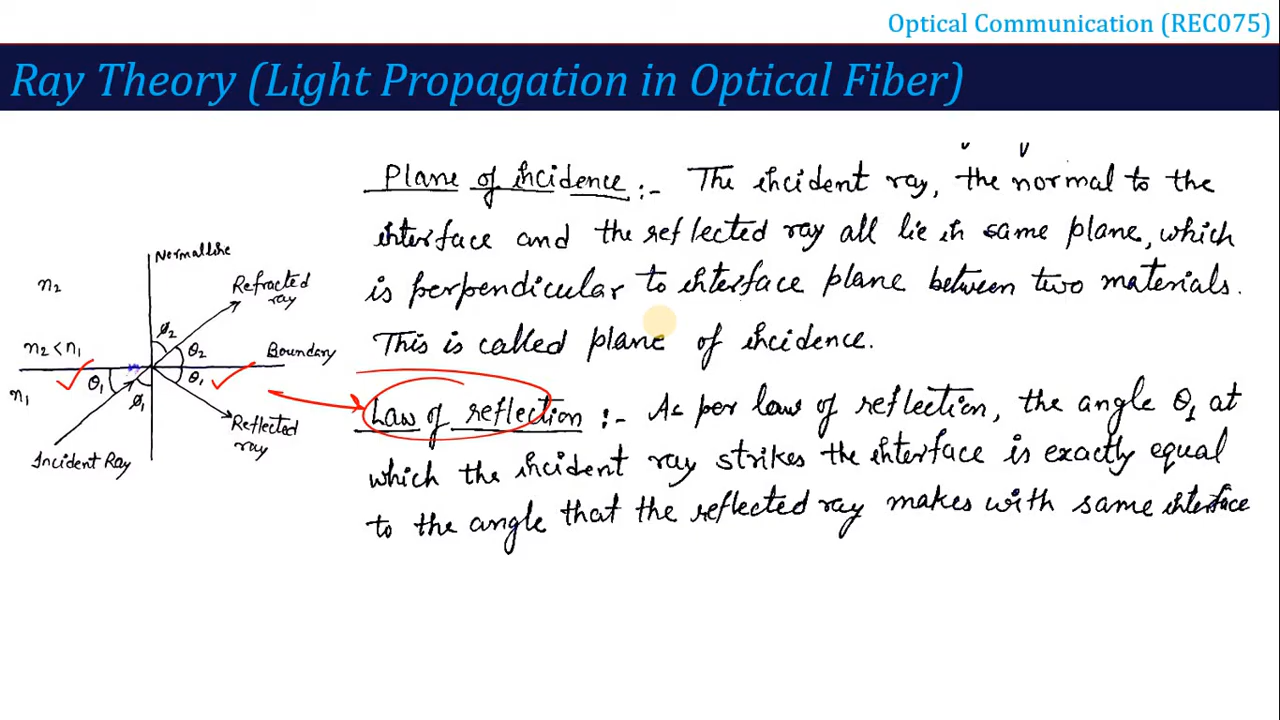 Optical Communication (REC075)
Ray Theory (Light Propagation in Optical Fiber)
Plane of incidence :- The incident ray, the normal to the
interface and the reflected ray all lie in same plane, which
is perpendicular to interface plane between two materials.
This is called plane of incidence.
Law of reflection :- As per law of reflection, the angle θ₁ at
which the incident ray strikes the interface is exactly equal
to the angle that the reflected ray makes with same interface
Normal line
n₂
Refracted
ray
ϕ₂
n₂ < n₁
θ₂
Boundary
θ₁
θ₁
n₁
ϕ₁
Reflected
ray
Incident Ray